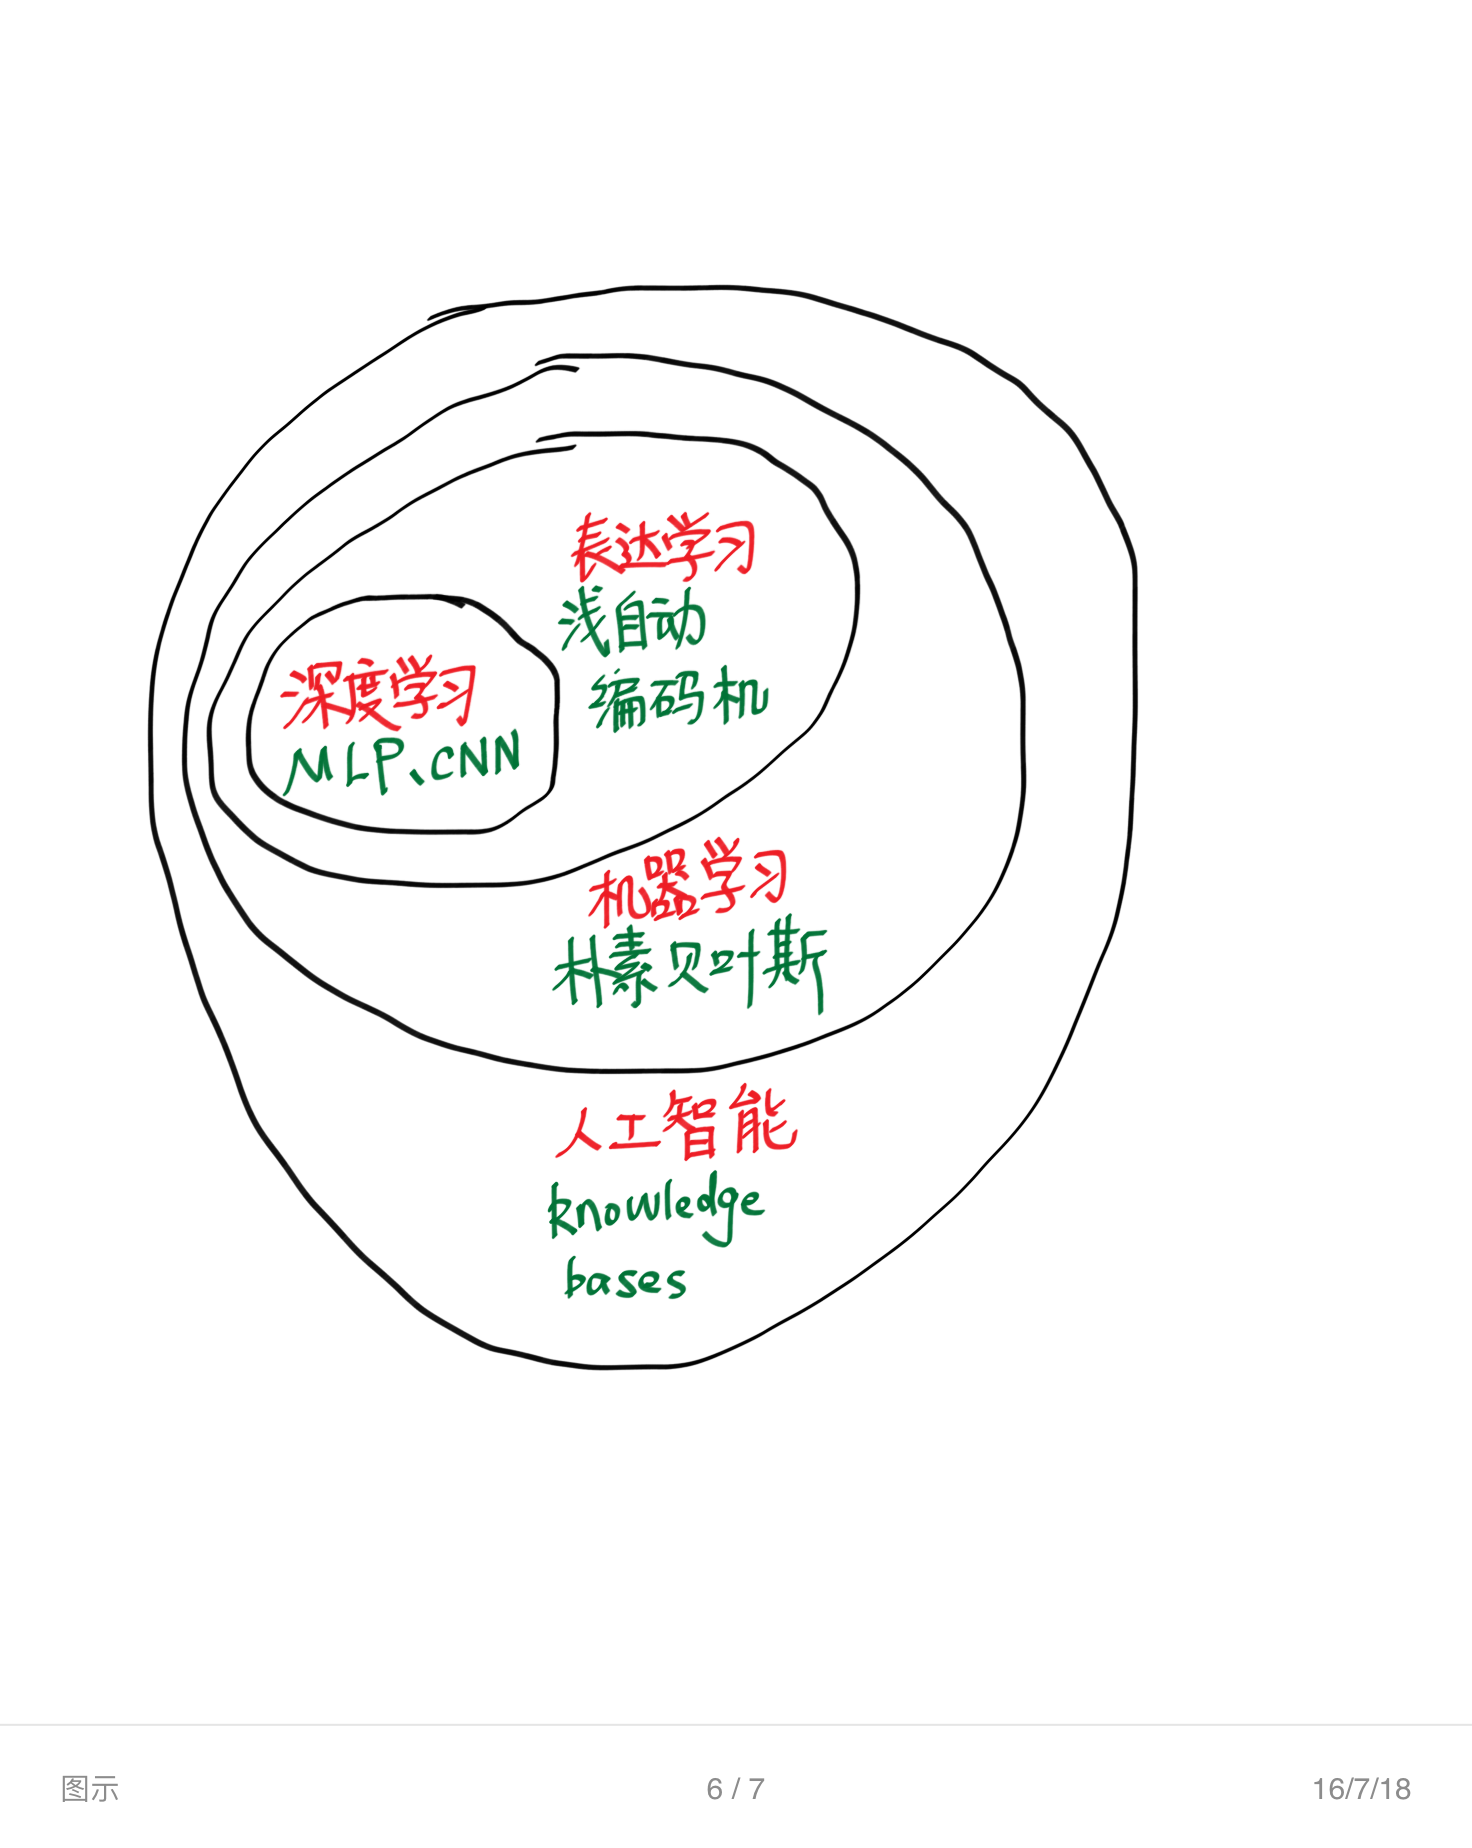 表达学习
浅自动
编码机
深度学习
MLP、CNN
机器学习
朴素贝叶斯
人工智能
knowledge
bases
图示
6 / 7
16/7/18